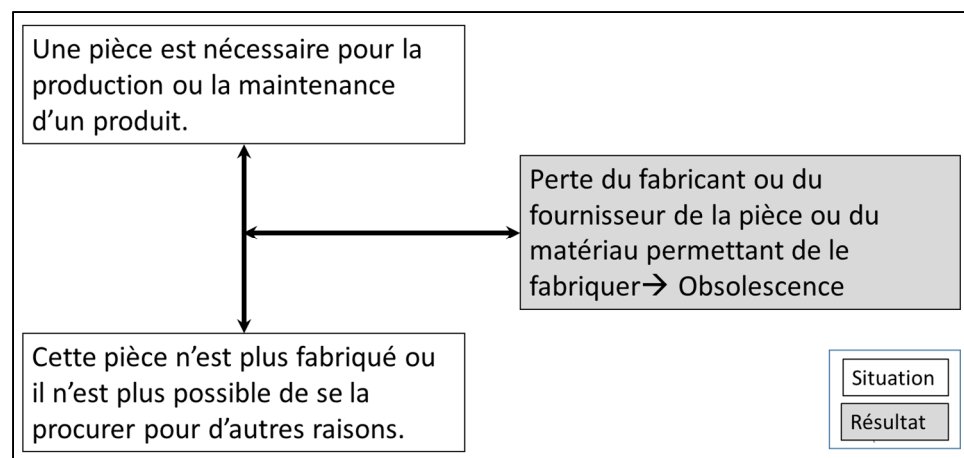 Une pièce est nécessaire pour la
production ou la maintenance
d'un produit.
Perte du fabricant ou du
fournisseur de la pièce ou du
matériau permettant de le
fabriquer→ Obsolescence
Cette pièce n'est plus fabriqué ou
il n'est plus possible de se la
procurer pour d'autres raisons.
Situation
Résultat